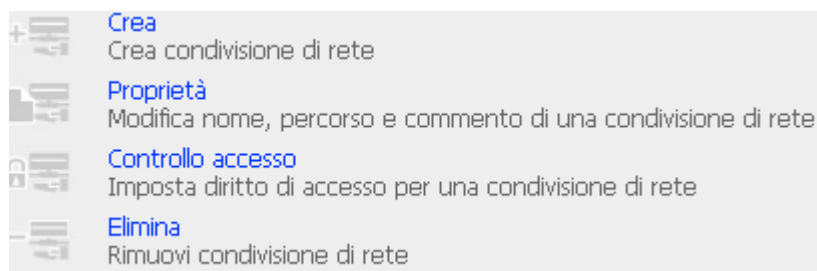 Crea
Crea condivisione di rete
Proprietà
Modifica nome, percorso e commento di una condivisione di rete
Controllo accesso
Imposta diritto di accesso per una condivisione di rete
Elimina
Rimuovi condivisione di rete